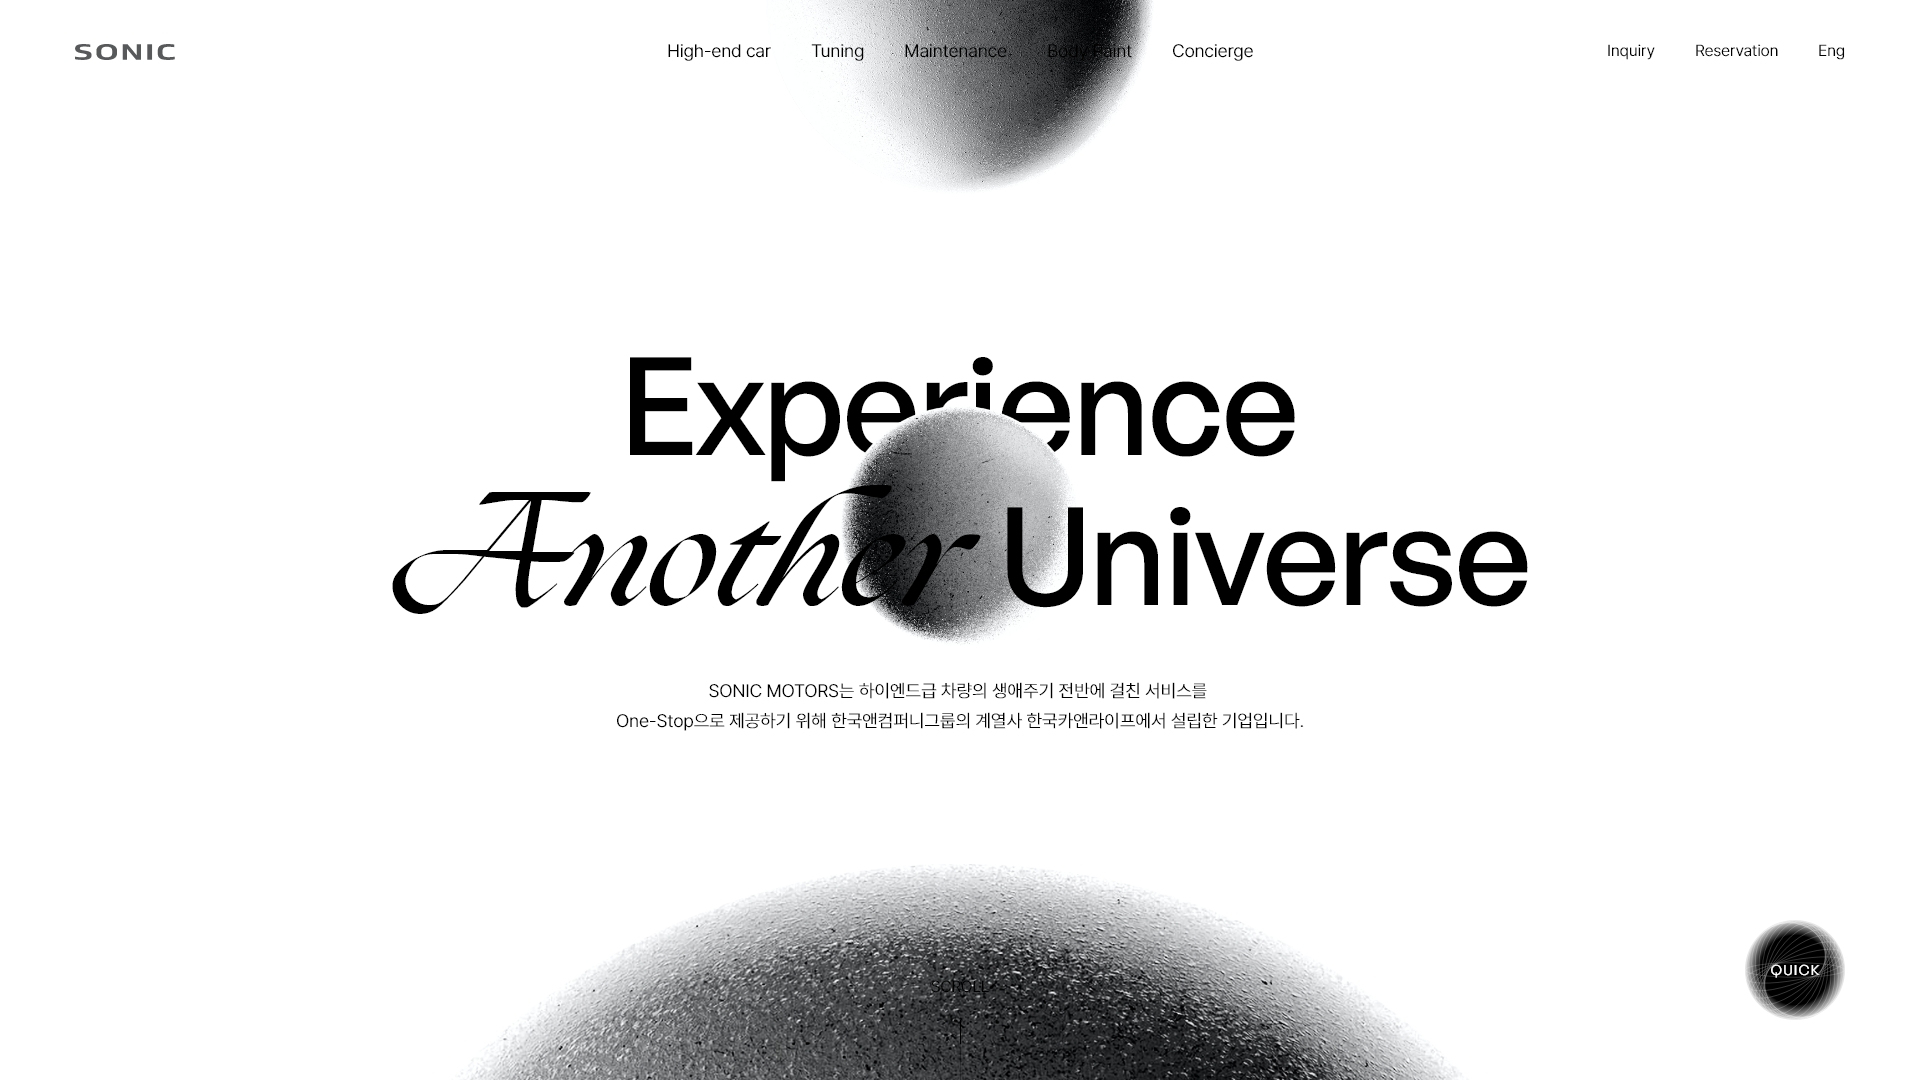 SONIC
High-end car
Tuning
Maintenance
Body Paint
Concierge
Inquiry
Reservation
Eng
Experience
Another Universe
SONIC MOTORS는 하이엔드급 차량의 생애주기 전반에 걸친 서비스를
One-Stop으로 제공하기 위해 한국앤컴퍼니그룹의 계열사 한국카앤라이프에서 설립한 기업입니다.
SCROLL
QUICK